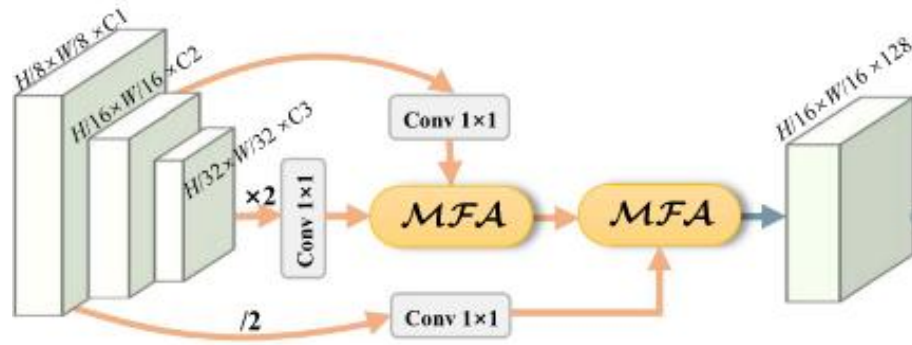 H/8×W/8 ×C1
H/16×W/16 ×C2
H/32×W/32 ×C3
×2
Conv 1×1
Conv 1×1
MFA
MFA
/2
Conv 1×1
H/16×W/16 ×128